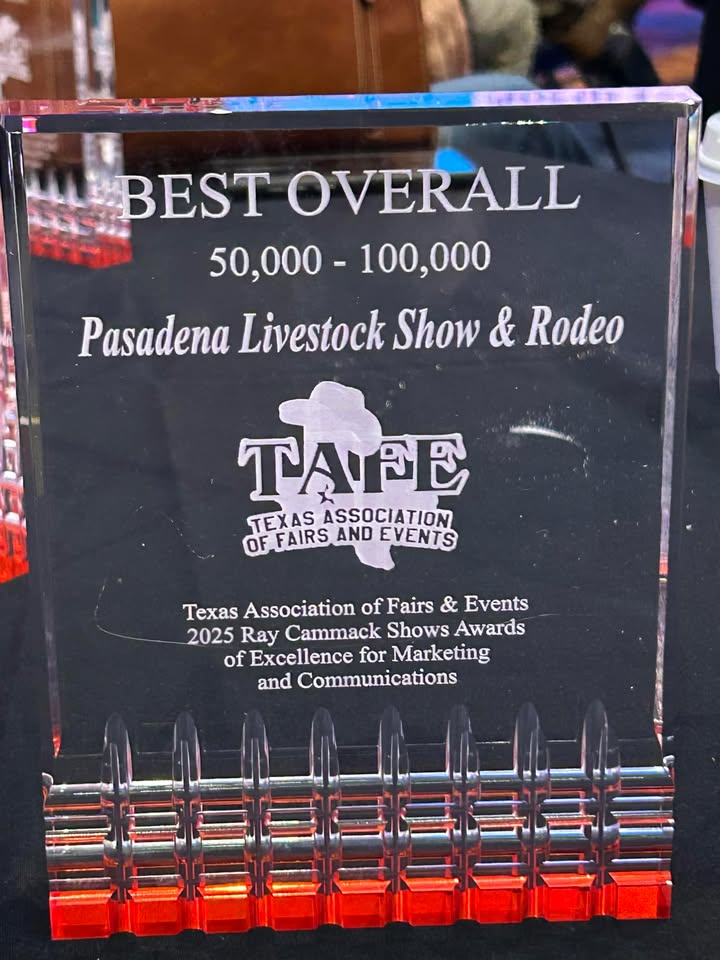 BEST OVERALL
50,000 - 100,000
Pasadena Livestock Show & Rodeo
TAFE
TEXAS ASSOCIATION
OF FAIRS AND EVENTS
Texas Association of Fairs & Events
2025 Ray Cammack Shows Awards
of Excellence for Marketing
and Communications